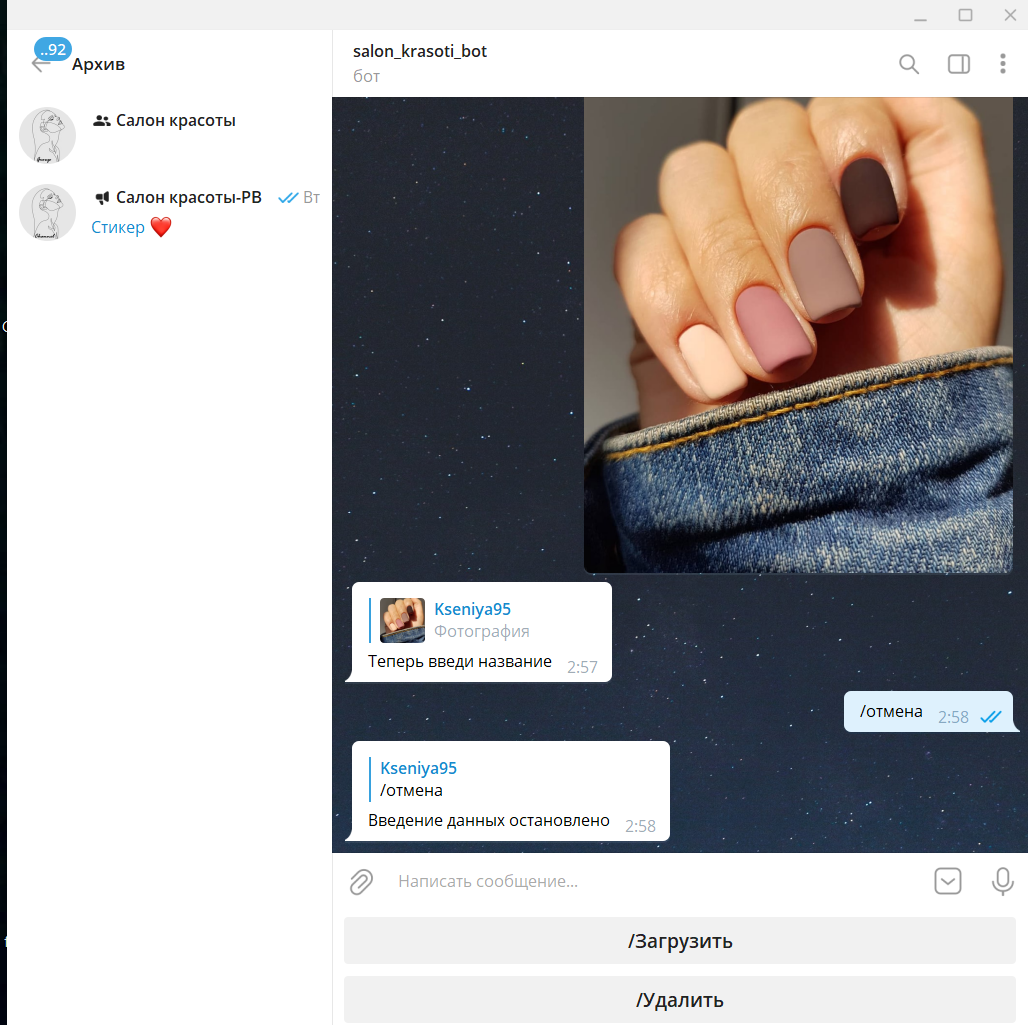 ..92
Архив
Салон красоты
Салон красоты-РВ Вт
Стикер ❤️
salon_krasoti_bot
бот
Kseniya95
Фотография
Теперь введи название 2:57
/отмена 2:58
Kseniya95
/отмена
Введение данных остановлено 2:58
Написать сообщение...
/Загрузить
/Удалить